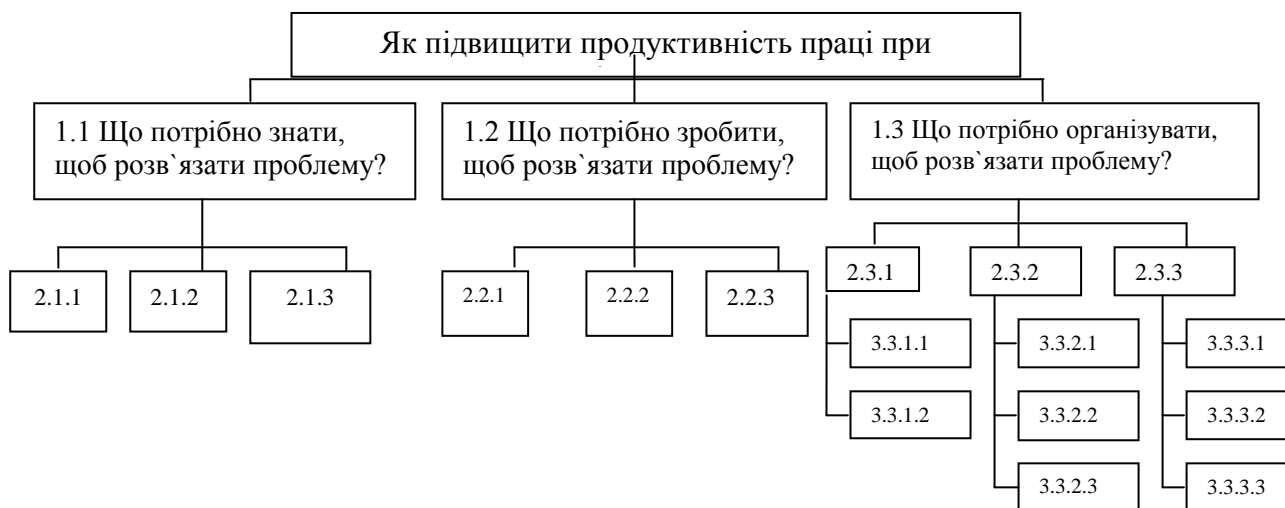 Як підвищити продуктивність праці при
1.1 Що потрібно знати,
щоб розв`язати проблему?
1.2 Що потрібно зробити,
щоб розв`язати проблему?
1.3 Що потрібно організувати,
щоб розв`язати проблему?
2.1.1
2.1.2
2.1.3
2.2.1
2.2.2
2.2.3
2.3.1
2.3.2
2.3.3
3.3.1.1
3.3.2.1
3.3.3.1
3.3.1.2
3.3.2.2
3.3.3.2
3.3.2.3
3.3.3.3